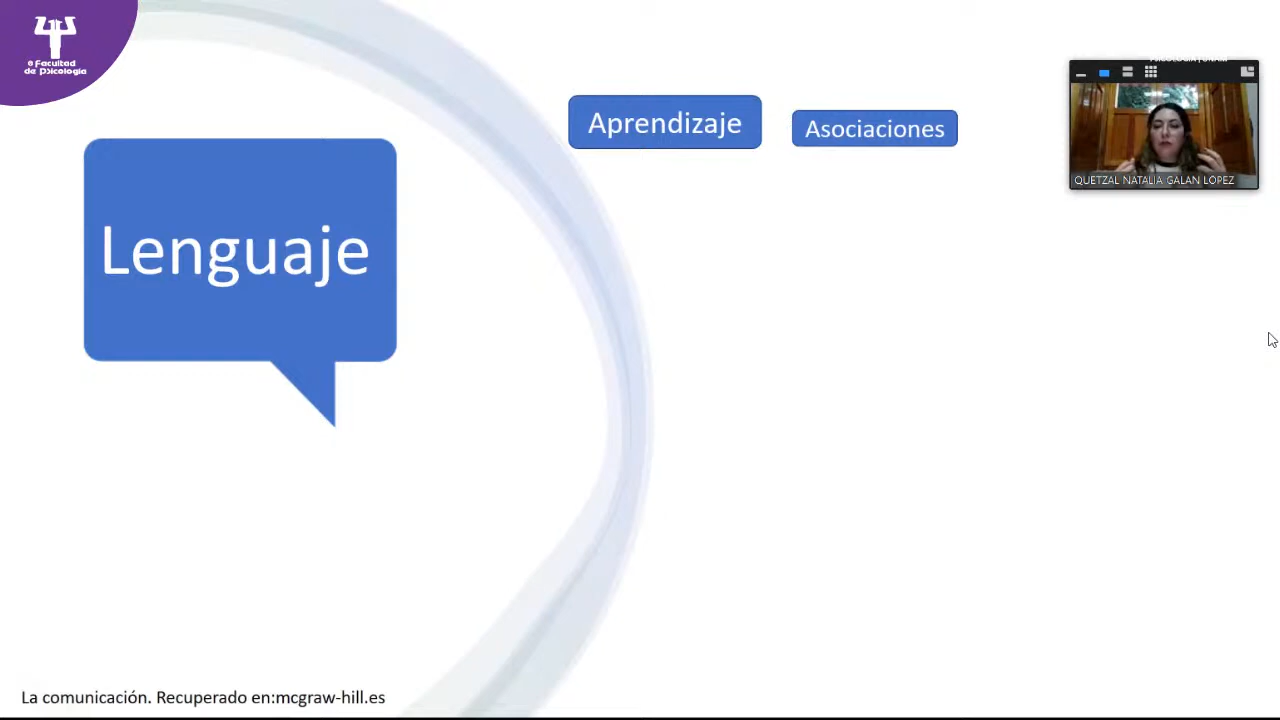 ® Facultad
de Psicología
Aprendizaje
Asociaciones
Lenguaje
QUETZAL NATALIA GALAN LOPEZ
La comunicación. Recuperado en:mcgraw-hill.es